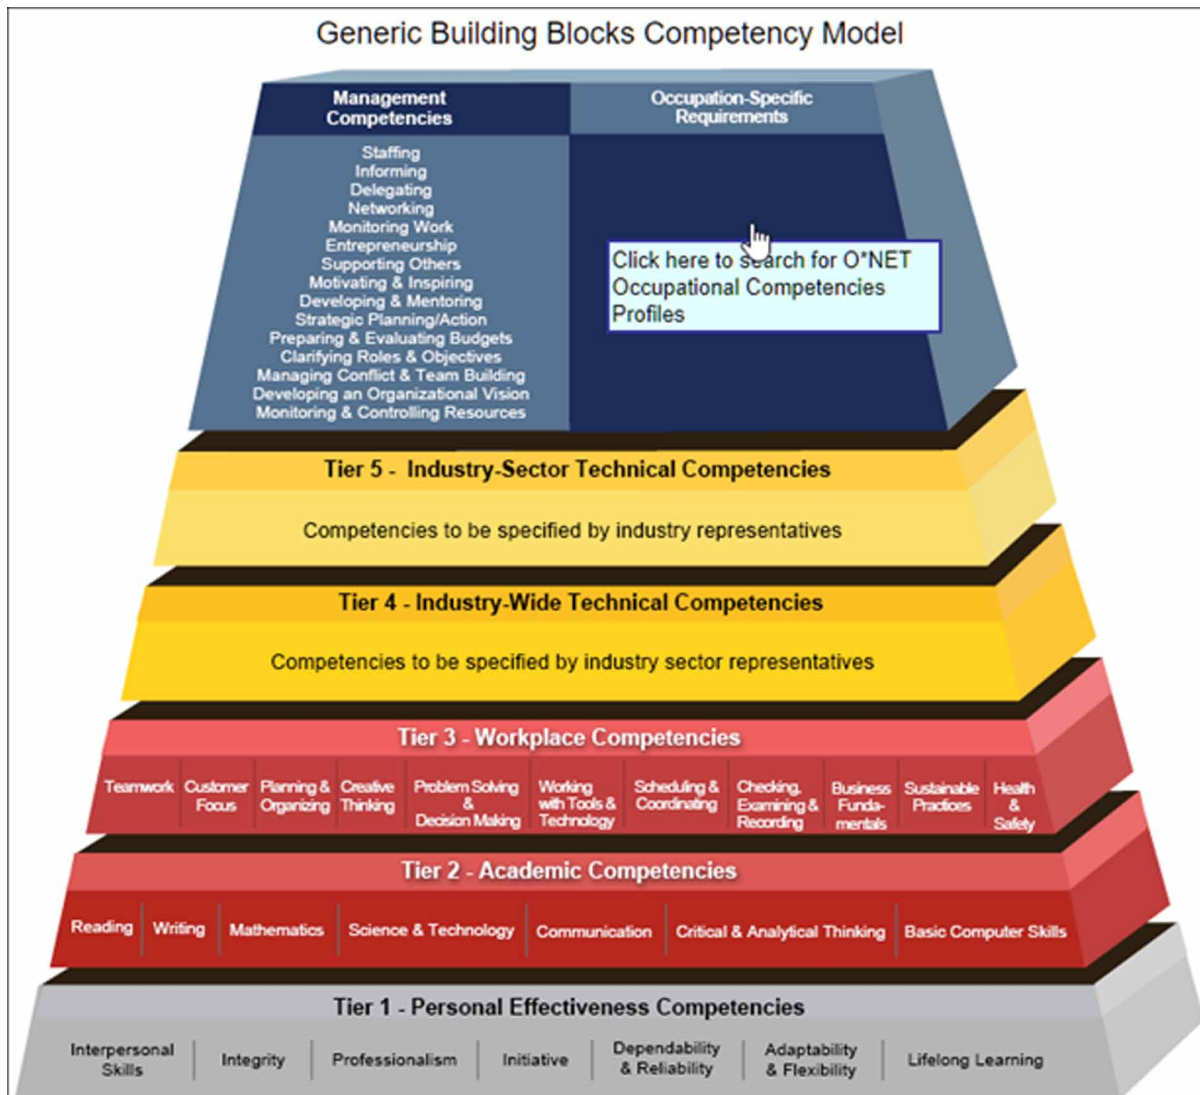 Generic Building Blocks Competency Model
Management
Competencies
Occupation-Specific
Requirements
Staffing
Informing
Delegating
Networking
Monitoring Work
Entrepreneurship
Supporting Others
Motivating & Inspiring
Developing & Mentoring
Strategic Planning/Action
Preparing & Evaluating Budgets
Clarifying Roles & Objectives
Managing Conflict & Team Building
Developing an Organizational Vision
Monitoring & Controlling Resources
Click here to search for O*NET
Occupational Competencies
Profiles
Tier 5 - Industry-Sector Technical Competencies
Competencies to be specified by industry representatives
Tier 4 - Industry-Wide Technical Competencies
Competencies to be specified by industry sector representatives
Tier 3 - Workplace Competencies
Teamwork
Customer
Focus
Planning &
Organizing
Creative
Thinking
Problem Solving
&
Decision Making
Working
with Tools &
Technology
Scheduling &
Coordinating
Checking,
Examining &
Recording
Business
Funda-
mentals
Sustainable
Practices
Health
&
Safety
Tier 2 - Academic Competencies
Reading
Writing
Mathematics
Science & Technology
Communication
Critical & Analytical Thinking
Basic Computer Skills
Tier 1 - Personal Effectiveness Competencies
Interpersonal
Skills
Integrity
Professionalism
Initiative
Dependability
& Reliability
Adaptability
& Flexibility
Lifelong Learning